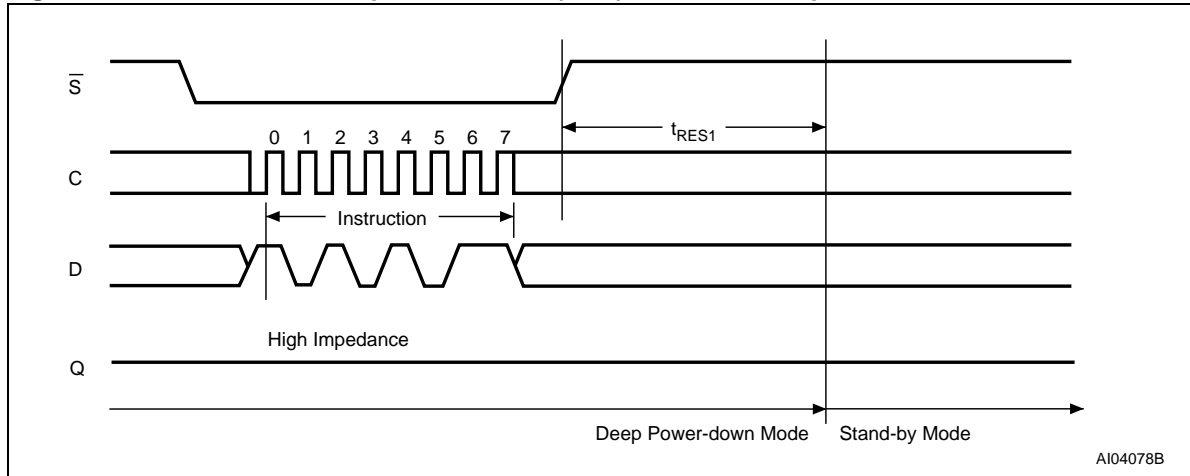 S̅
0 1 2 3 4 5 6 7
tRES1
C
Instruction
D
High Impedance
Q
Deep Power-down Mode Stand-by Mode
AI04078B